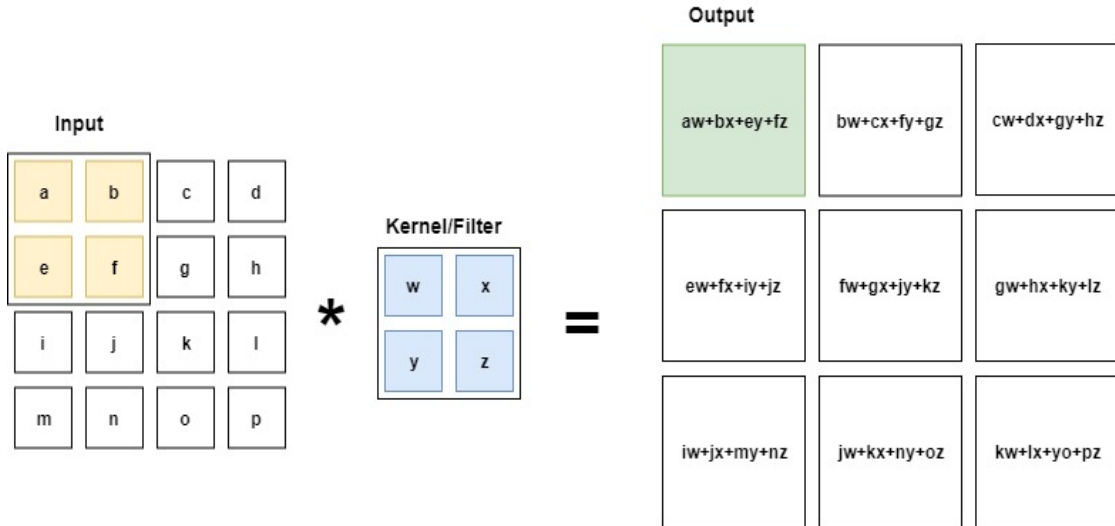 Output
Input
a b c d
e f g h
i j k l
m n o p
*
Kernel/Filter
w x
y z
=
aw+bx+ey+fz bw+cx+fy+gz cw+dx+gy+hz
ew+fx+iy+jz fw+gx+jy+kz gw+hx+ky+lz
iw+jx+my+nz jw+kx+ny+oz kw+lx+yo+pz